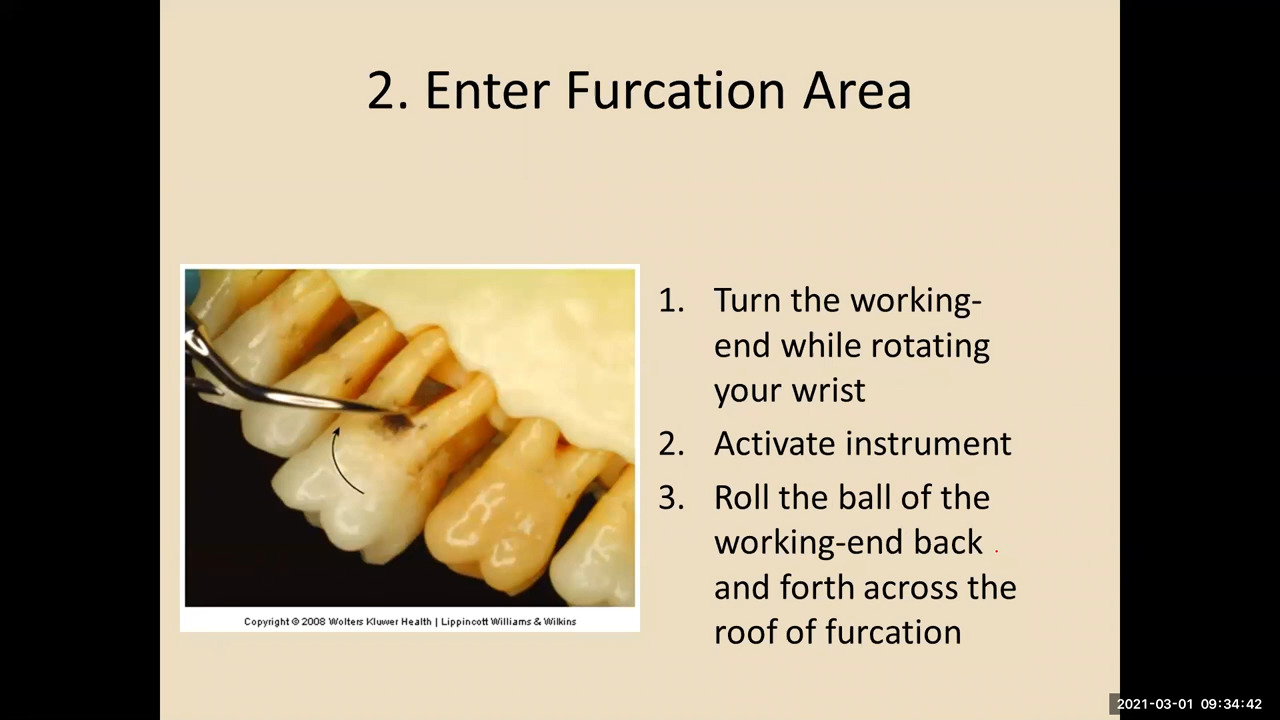 2. Enter Furcation Area
1. Turn the working-
end while rotating
your wrist
2. Activate instrument
3. Roll the ball of the
working-end back
and forth across the
roof of furcation
Copyright © 2008 Wolters Kluwer Health | Lippincott Williams & Wilkins
2021-03-01 09:34:42